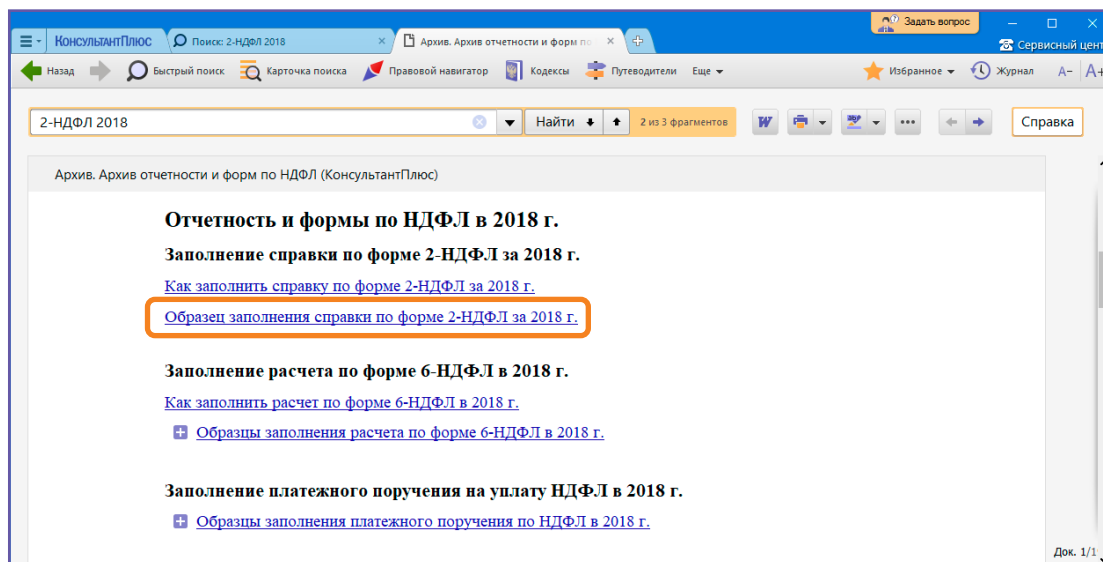 Задать вопрос
КонсультантПлюс
Поиск: 2-НДФЛ 2018
Архив. Архив отчетности и форм по
Сервисный цент
Назад
Быстрый поиск
Карточка поиска
Правовой навигатор
Кодексы
Путеводители
Еще
Избранное
Журнал
A− A+
2-НДФЛ 2018
Найти
2 из 3 фрагментов
W
Справка
Архив. Архив отчетности и форм по НДФЛ (КонсультантПлюс)
Отчетность и формы по НДФЛ в 2018 г.
Заполнение справки по форме 2-НДФЛ за 2018 г.
Как заполнить справку по форме 2-НДФЛ за 2018 г.
Образец заполнения справки по форме 2-НДФЛ за 2018 г.
Заполнение расчета по форме 6-НДФЛ в 2018 г.
Как заполнить расчет по форме 6-НДФЛ в 2018 г.
Образцы заполнения расчета по форме 6-НДФЛ в 2018 г.
Заполнение платежного поручения на уплату НДФЛ в 2018 г.
Образцы заполнения платежного поручения по НДФЛ в 2018 г.
Док. 1/1